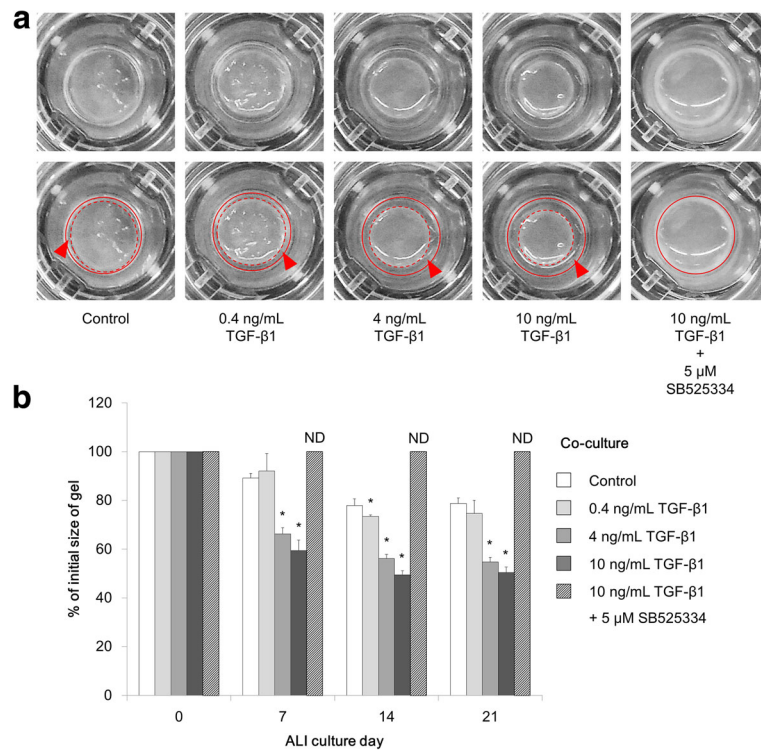 a
Control
0.4 ng/mL
TGF-β1
4 ng/mL
TGF-β1
10 ng/mL
TGF-β1
10 ng/mL
TGF-β1
+
5 µM
SB525334
b
% of initial size of gel
120
100
80
60
40
20
0
ND
ND
ND
*
*
*
*
*
*
*
0
7
14
21
ALI culture day
Co-culture
Control
0.4 ng/mL TGF-β1
4 ng/mL TGF-β1
10 ng/mL TGF-β1
10 ng/mL TGF-β1
+ 5 µM SB525334